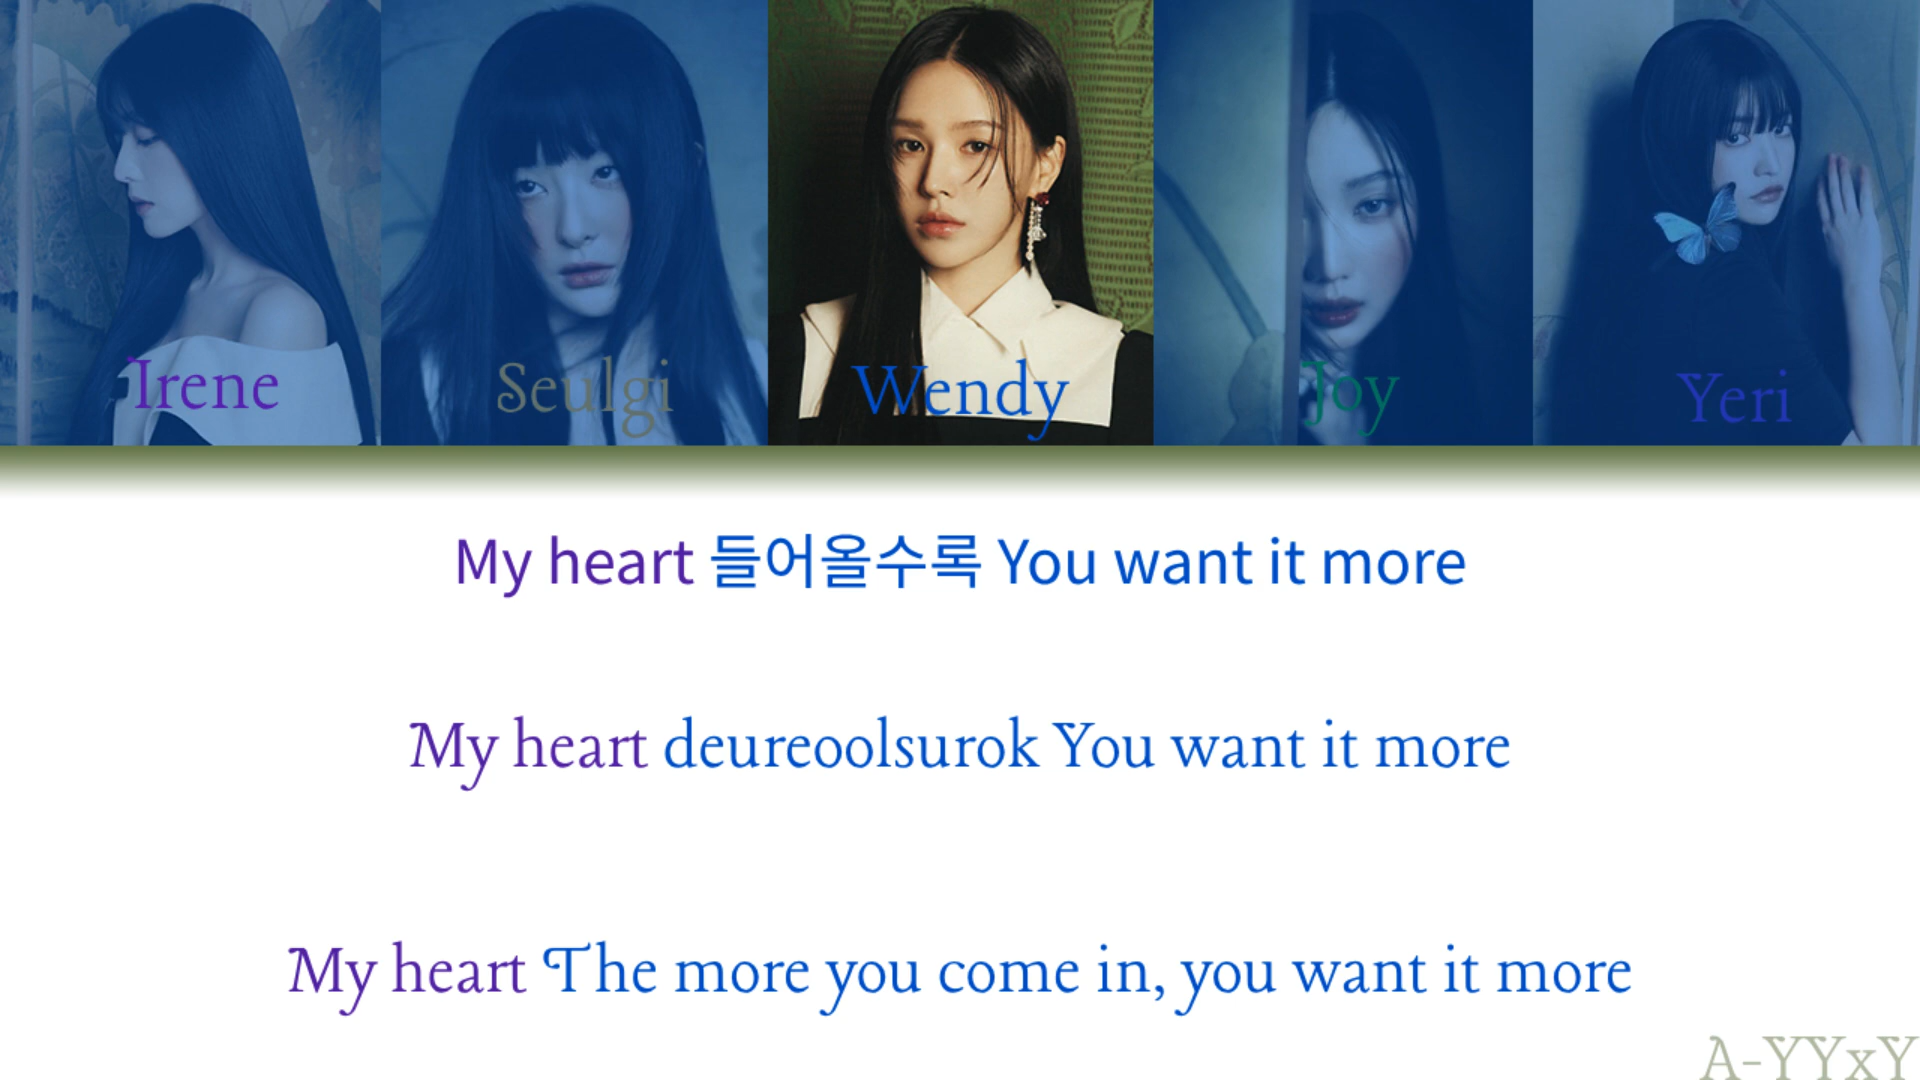 Irene
Seulgi
Wendy
Joy
Yeri
My heart 들어올수록 You want it more
My heart deureoolsurok You want it more
My heart The more you come in, you want it more
A-YYxY